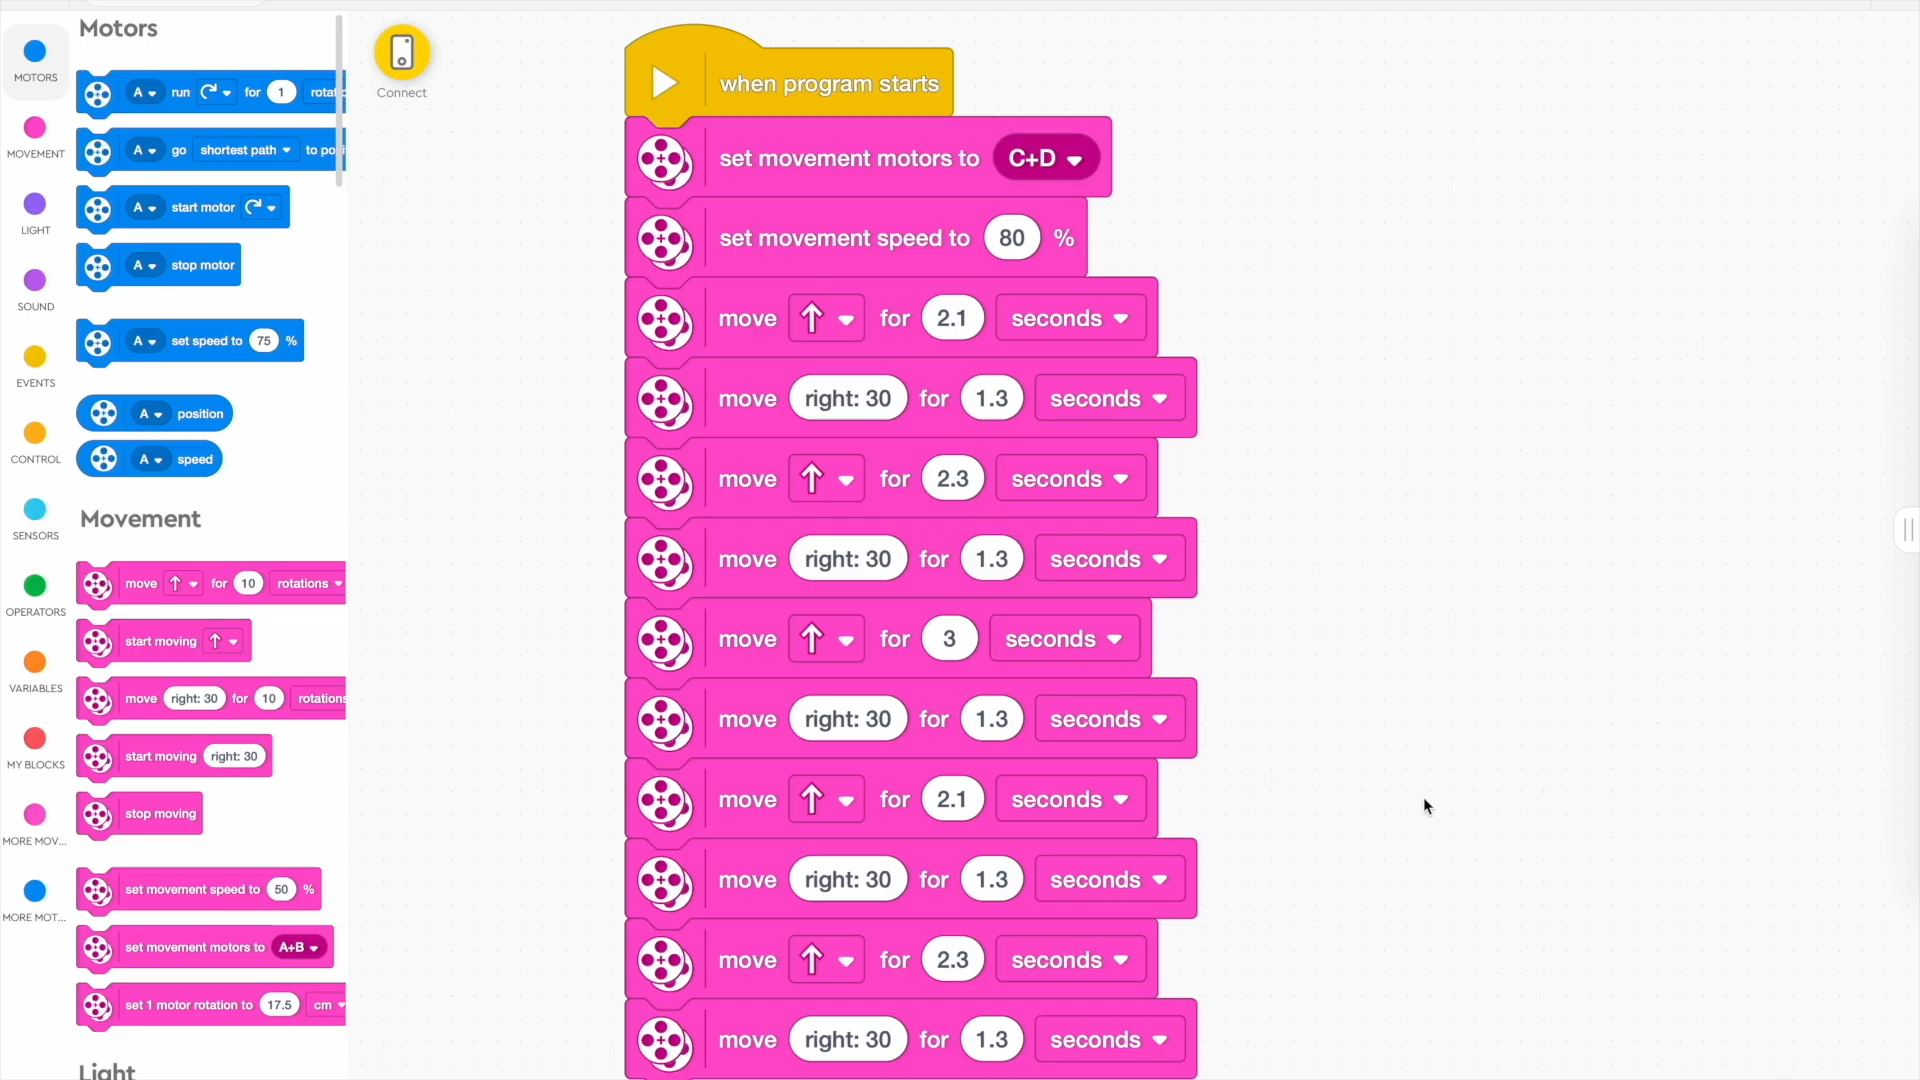 Motors
MOTORS
MOVEMENT
LIGHT
SOUND
EVENTS
CONTROL
SENSORS
OPERATORS
VARIABLES
MY BLOCKS
MORE MOV...
MORE MOT...
A run for 1 rotatio
A go shortest path to posi
A start motor
A stop motor
A set speed to 75 %
A position
A speed
Movement
move for 10 rotations
start moving
move right: 30 for 10 rotations
start moving right: 30
stop moving
set movement speed to 50 %
set movement motors to A+B
set 1 motor rotation to 17.5 cm
Light
Connect
when program starts
set movement motors to C+D
set movement speed to 80 %
move for 2.1 seconds
move right: 30 for 1.3 seconds
move for 2.3 seconds
move right: 30 for 1.3 seconds
move for 3 seconds
move right: 30 for 1.3 seconds
move for 2.1 seconds
move right: 30 for 1.3 seconds
move for 2.3 seconds
move right: 30 for 1.3 seconds